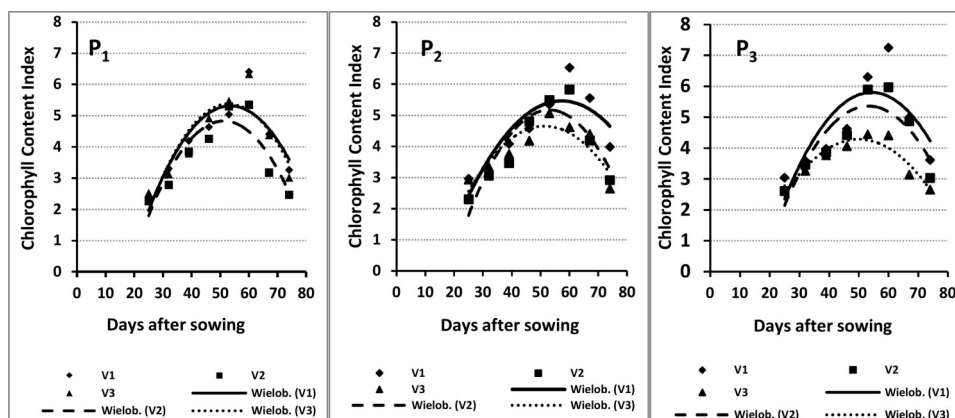 P1
Chlorophyll Content Index
8
7
6
5
4
3
2
1
0
0 10 20 30 40 50 60 70 80
Days after sowing
V1 V2
V3 Wielob. (V1)
Wielob. (V2) Wielob. (V3)
P2
Chlorophyll Content Index
8
7
6
5
4
3
2
1
0
0 10 20 30 40 50 60 70 80
Days after sowing
V1 V2
V3 Wielob. (V1)
Wielob. (V2) Wielob. (V3)
P3
Chlorophyll Content Index
8
7
6
5
4
3
2
1
0
0 10 20 30 40 50 60 70 80
Days after sowing
V1 V2
V3 Wielob. (V1)
Wielob. (V2) Wielob. (V3)